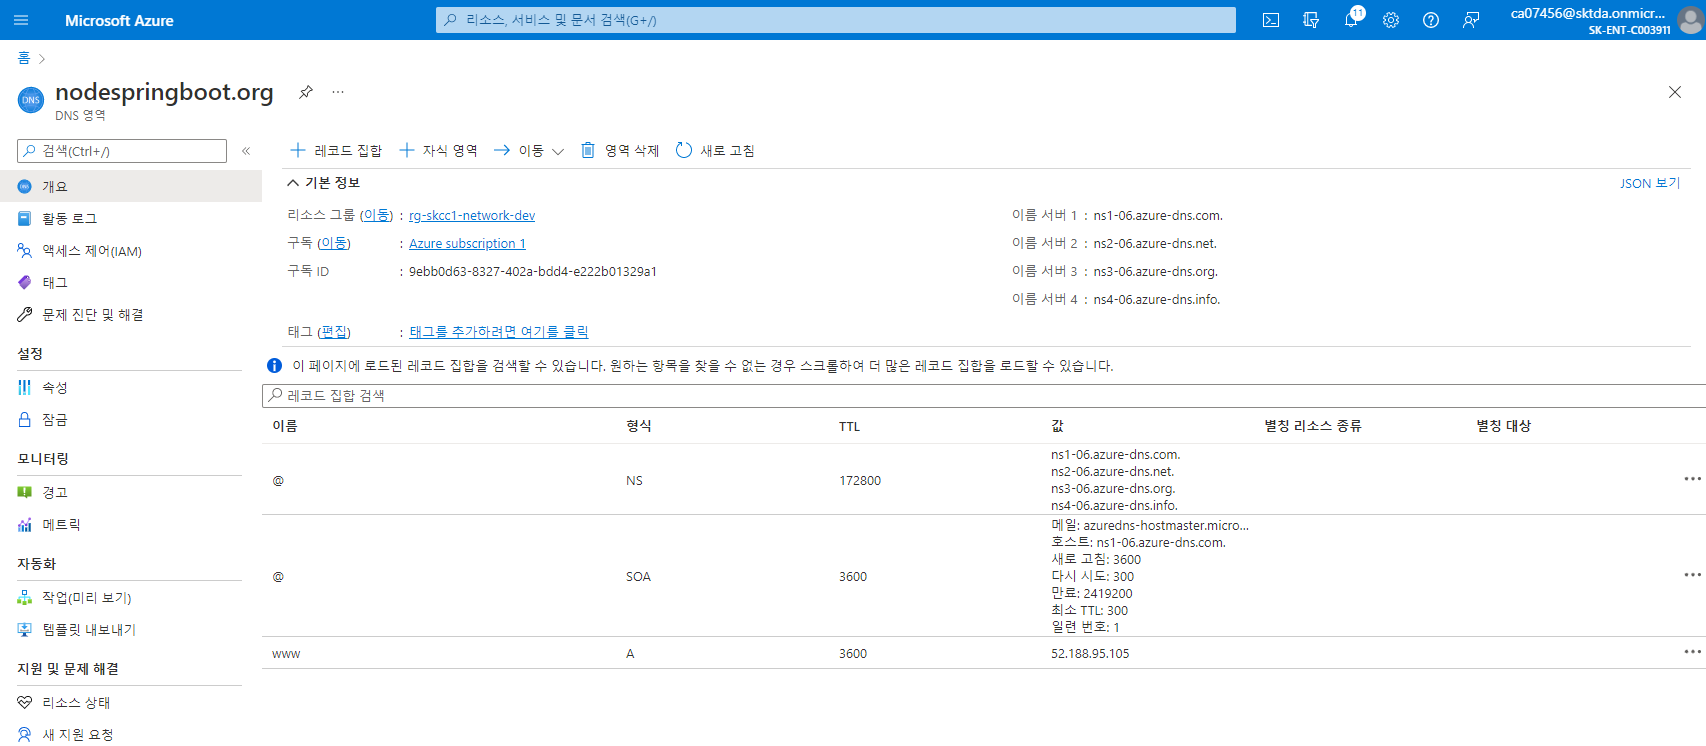 Microsoft Azure
리소스, 서비스 및 문서 검색(G+/)
11
ca07456@sktda.onmicr...
SK-ENT-C003911
홈
DNS
nodespringboot.org
DNS 영역
검색(Ctrl+/)
레코드 집합
자식 영역
이동
영역 삭제
새로 고침
개요
활동 로그
액세스 제어(IAM)
태그
문제 진단 및 해결
설정
속성
잠금
모니터링
경고
메트릭
자동화
작업(미리 보기)
템플릿 내보내기
지원 및 문제 해결
리소스 상태
새 지원 요청
기본 정보
JSON 보기
리소스 그룹 (이동) : rg-skcc1-network-dev
구독 (이동) : Azure subscription 1
구독 ID : 9ebb0d63-8327-402a-bdd4-e222b01329a1
이름 서버 1 : ns1-06.azure-dns.com.
이름 서버 2 : ns2-06.azure-dns.net.
이름 서버 3 : ns3-06.azure-dns.org.
이름 서버 4 : ns4-06.azure-dns.info.
태그 (편집) : 태그를 추가하려면 여기를 클릭
이 페이지에 로드된 레코드 집합을 검색할 수 있습니다. 원하는 항목을 찾을 수 없는 경우 스크롤하여 더 많은 레코드 집합을 로드할 수 있습니다.
레코드 집합 검색
이름 형식 TTL 값 별칭 리소스 종류 별칭 대상
@ NS 172800
ns1-06.azure-dns.com.
ns2-06.azure-dns.net.
ns3-06.azure-dns.org.
ns4-06.azure-dns.info.
@ SOA 3600
메일: azuredns-hostmaster.micro...
호스트: ns1-06.azure-dns.com.
새로 고침: 3600
다시 시도: 300
만료: 2419200
최소 TTL: 300
일련 번호: 1
www A 3600 52.188.95.105